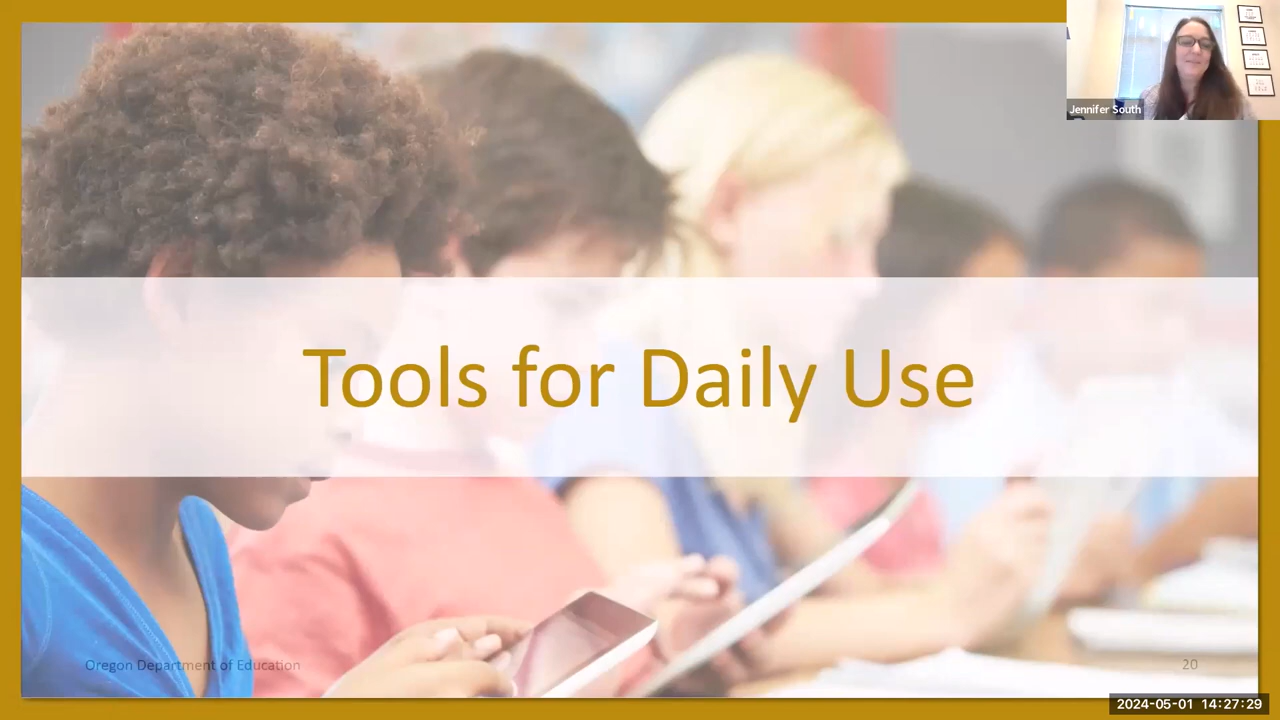 Jennifer South
Tools for Daily Use
Oregon Department of Education
20
2024-05-01 14:27:29